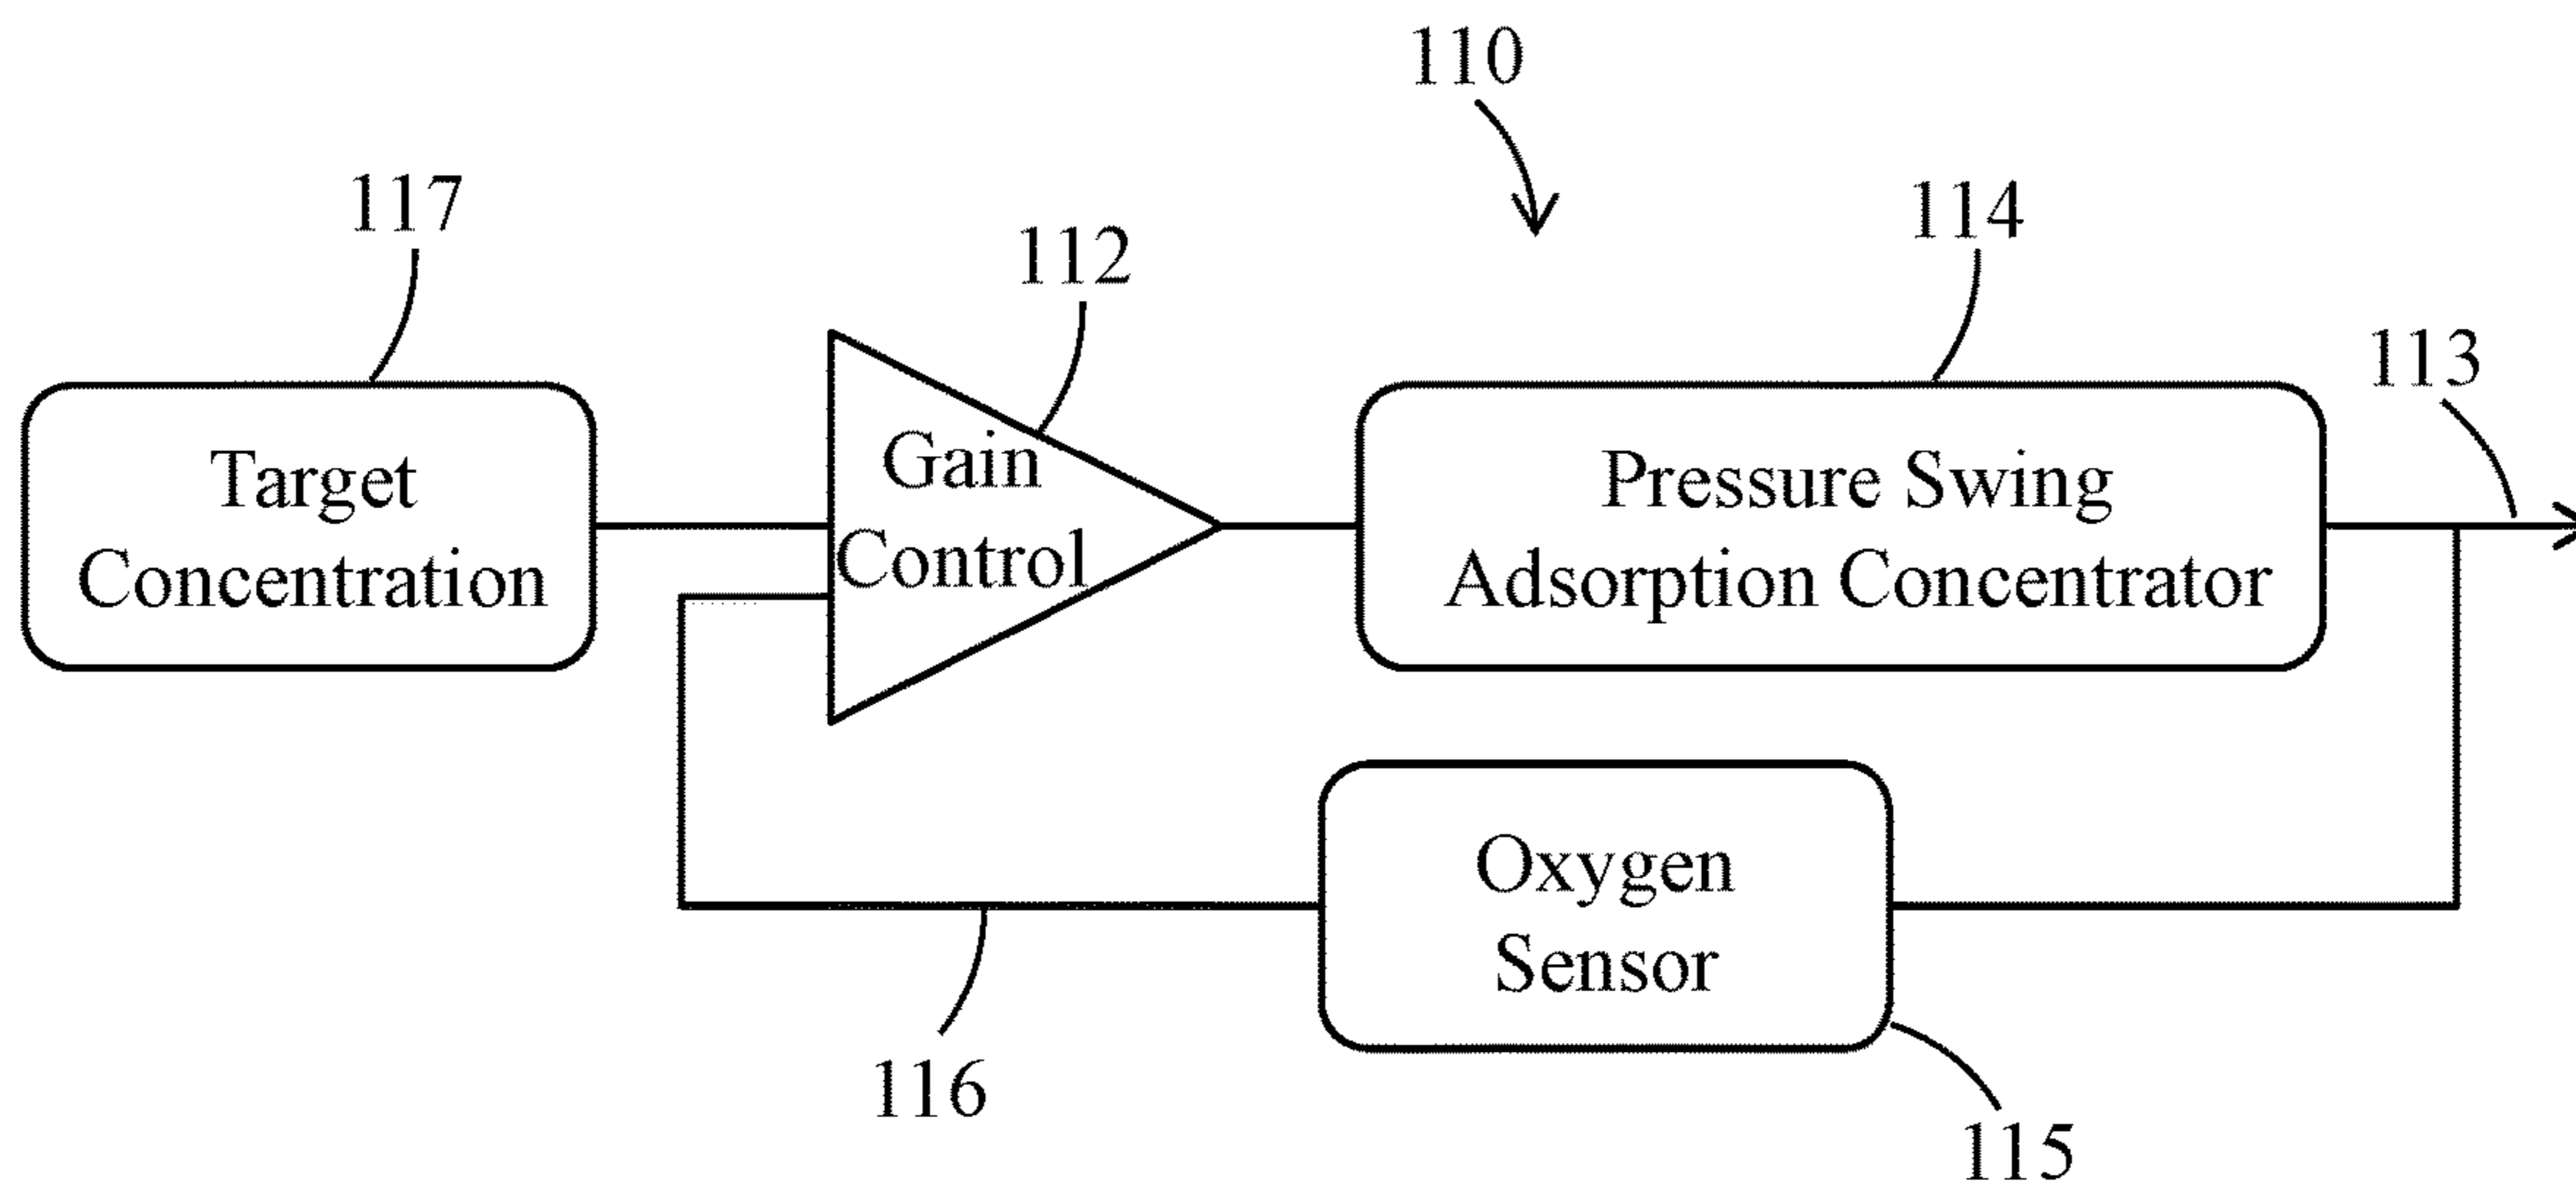 110
117
112
114
113
Target
Concentration
Gain
Control
Pressure Swing
Adsorption Concentrator
Oxygen
Sensor
116
115